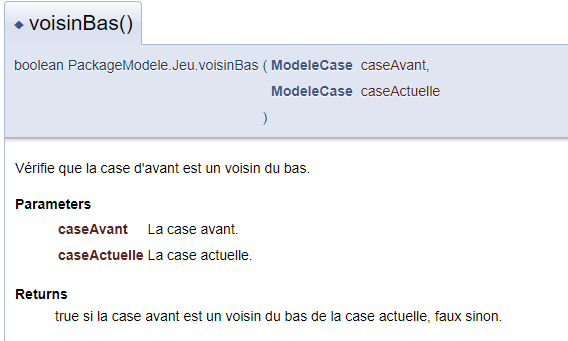 ◆ voisinBas()
boolean PackageModele.Jeu.voisinBas ( ModeleCase caseAvant,
ModeleCase caseActuelle
)
Vérifie que la case d'avant est un voisin du bas.
Parameters
caseAvant La case avant.
caseActuelle La case actuelle.
Returns
true si la case avant est un voisin du bas de la case actuelle, faux sinon.